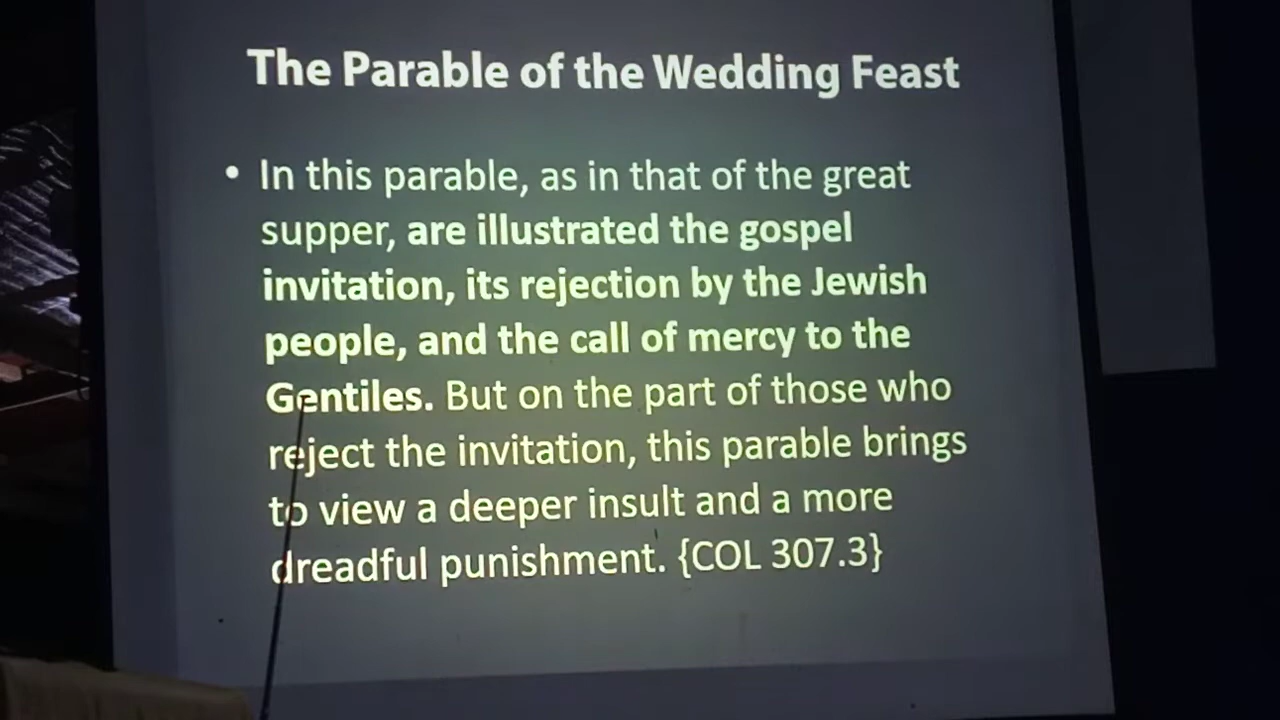 The Parable of the Wedding Feast
• In this parable, as in that of the great
supper, are illustrated the gospel
invitation, its rejection by the Jewish
people, and the call of mercy to the
Gentiles. But on the part of those who
reject the invitation, this parable brings
to view a deeper insult and a more
dreadful punishment. {COL 307.3}